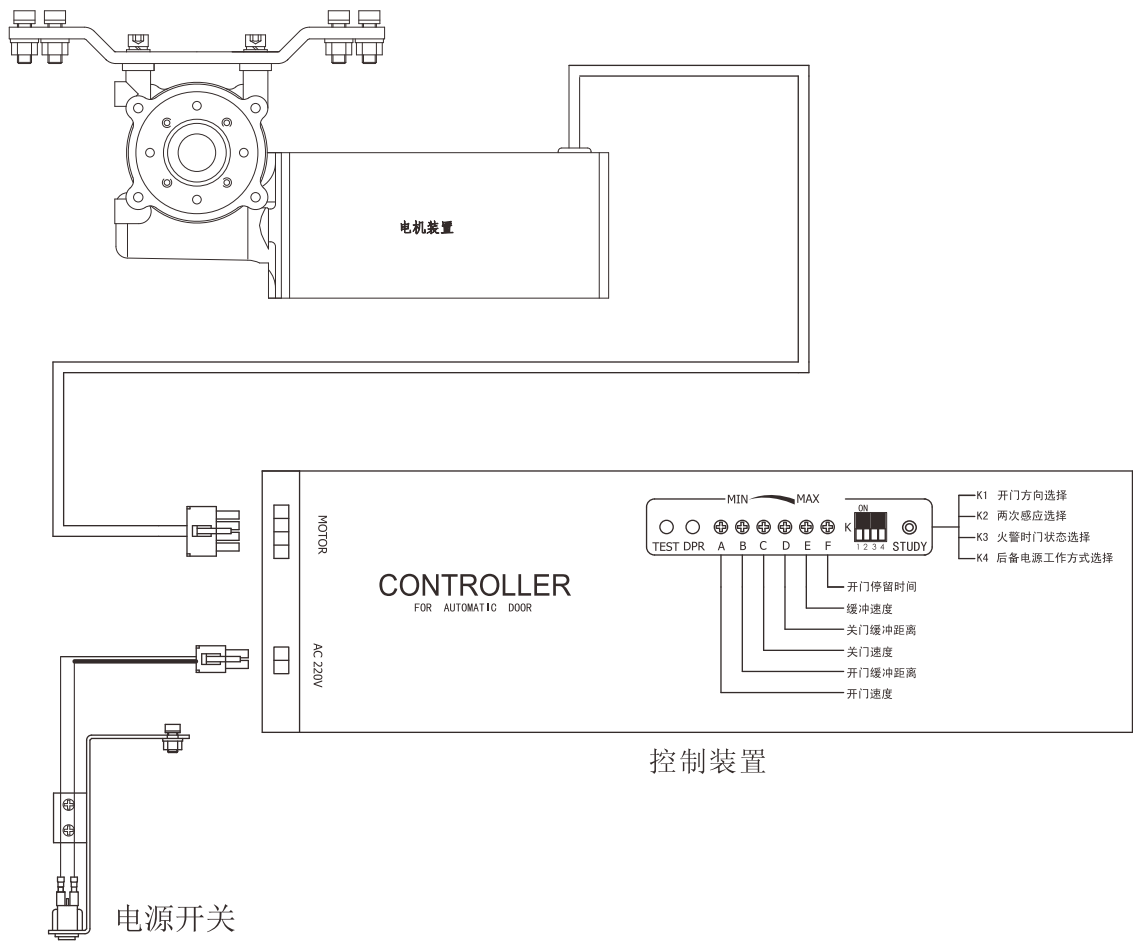 电机装置
MOTOR
MIN MAX
ON
K
1 2 3 4
TEST DPR A B C D E F STUDY
K1 开门方向选择
K2 两次感应选择
K3 火警时门状态选择
K4 后备电源工作方式选择
CONTROLLER
FOR AUTOMATIC DOOR
开门停留时间
缓冲速度
关门缓冲距离
关门速度
开门缓冲距离
开门速度
AC 220V
控制装置
电源开关